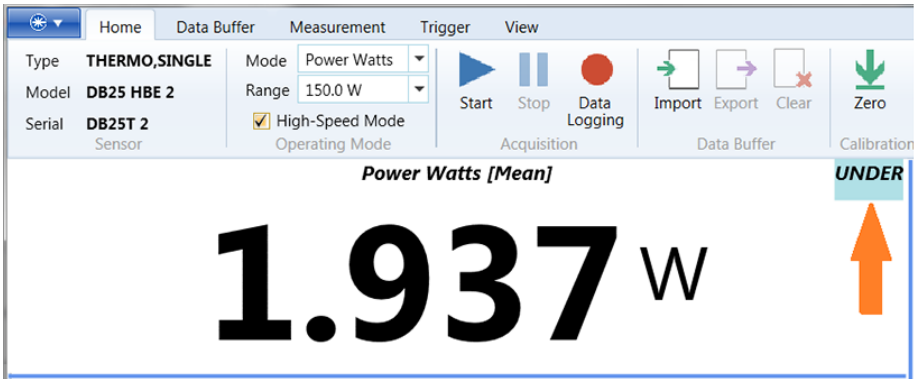 Home Data Buffer Measurement Trigger View
Type THERMO,SINGLE Mode Power Watts
Model DB25 HBE 2 Range 150.0 W
Start Stop Data Logging Import Export Clear Zero
Serial DB25T 2 High-Speed Mode
Sensor Operating Mode Acquisition Data Buffer Calibration
Power Watts [Mean] UNDER
1.937 W